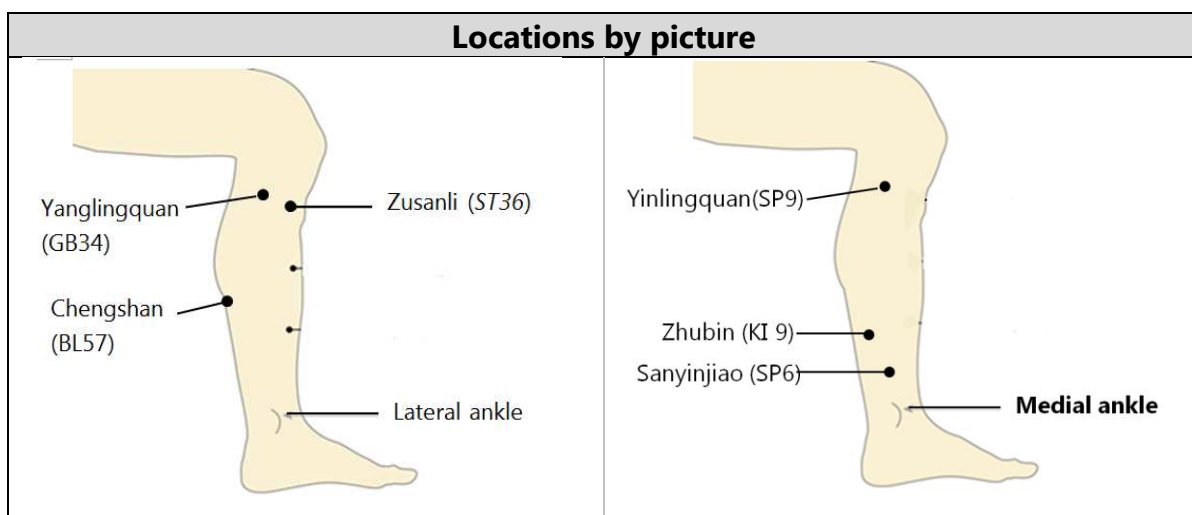 Locations by picture
Yanglingquan
(GB34)
Zusanli (ST36)
Chengshan
(BL57)
Lateral ankle
Yinlingquan(SP9)
Zhubin (KI 9)
Sanyinjiao (SP6)
Medial ankle